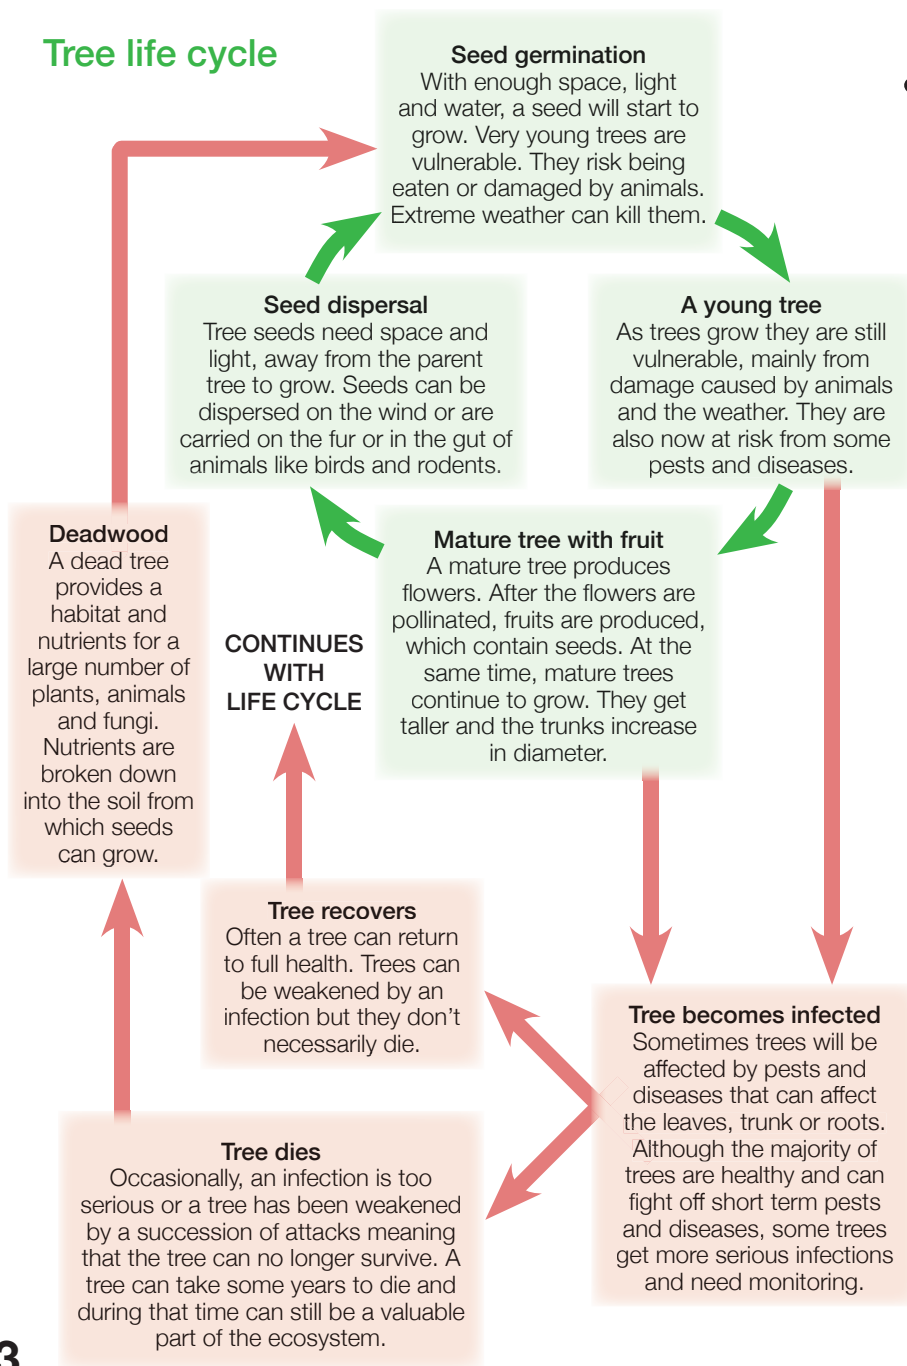 Tree life cycle
Seed germination
With enough space, light
and water, a seed will start to
grow. Very young trees are
vulnerable. They risk being
eaten or damaged by animals.
Extreme weather can kill them.
Seed dispersal
Tree seeds need space and
light, away from the parent
tree to grow. Seeds can be
dispersed on the wind or are
carried on the fur or in the gut of
animals like birds and rodents.
A young tree
As trees grow they are still
vulnerable, mainly from
damage caused by animals
and the weather. They are
also now at risk from some
pests and diseases.
Deadwood
A dead tree
provides a
habitat and
nutrients for a
large number of
plants, animals
and fungi.
Nutrients are
broken down
into the soil from
which seeds
can grow.
CONTINUES
WITH
LIFE CYCLE
Mature tree with fruit
A mature tree produces
flowers. After the flowers are
pollinated, fruits are produced,
which contain seeds. At the
same time, mature trees
continue to grow. They get
taller and the trunks increase
in diameter.
Tree recovers
Often a tree can return
to full health. Trees can
be weakened by an
infection but they don't
necessarily die.
Tree becomes infected
Sometimes trees will be
affected by pests and
diseases that can affect
the leaves, trunk or roots.
Although the majority of
trees are healthy and can
fight off short term pests
and diseases, some trees
get more serious infections
and need monitoring.
Tree dies
Occasionally, an infection is too
serious or a tree has been weakened
by a succession of attacks meaning
that the tree can no longer survive. A
tree can take some years to die and
during that time can still be a valuable
part of the ecosystem.
3